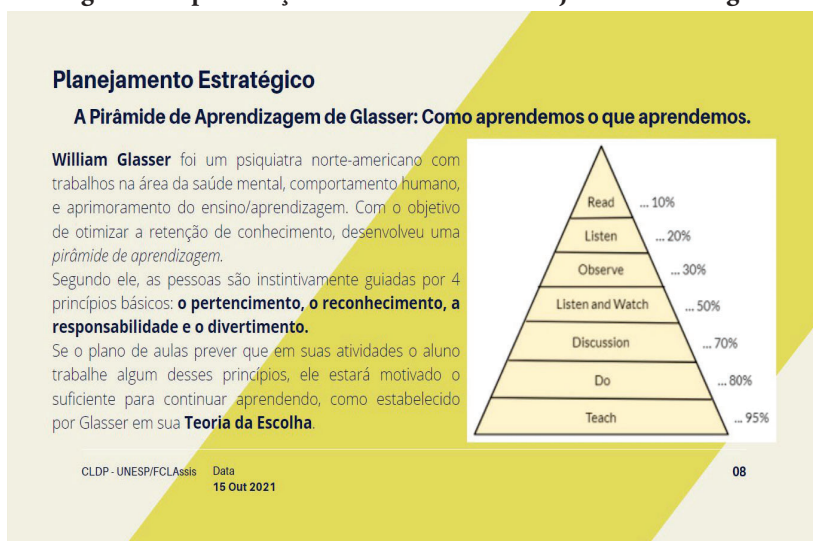 Planejamento Estratégico
A Pirâmide de Aprendizagem de Glasser: Como aprendemos o que aprendemos.
William Glasser foi um psiquiatra norte-americano com
trabalhos na área da saúde mental, comportamento humano,
e aprimoramento do ensino/aprendizagem. Com o objetivo
de otimizar a retenção de conhecimento, desenvolveu uma
pirâmide de aprendizagem.
Segundo ele, as pessoas são instintivamente guiadas por 4
princípios básicos: o pertencimento, o reconhecimento, a
responsabilidade e o divertimento.
Se o plano de aulas prever que em suas atividades o aluno
trabalhe algum desses princípios, ele estará motivado o
suficiente para continuar aprendendo, como estabelecido
por Glasser em sua Teoria da Escolha.
Read ... 10%
Listen ... 20%
Observe ... 30%
Listen and Watch ... 50%
Discussion ... 70%
Do ... 80%
Teach ... 95%
CLDP - UNESP/FCLAssis Data 08
15 Out 2021